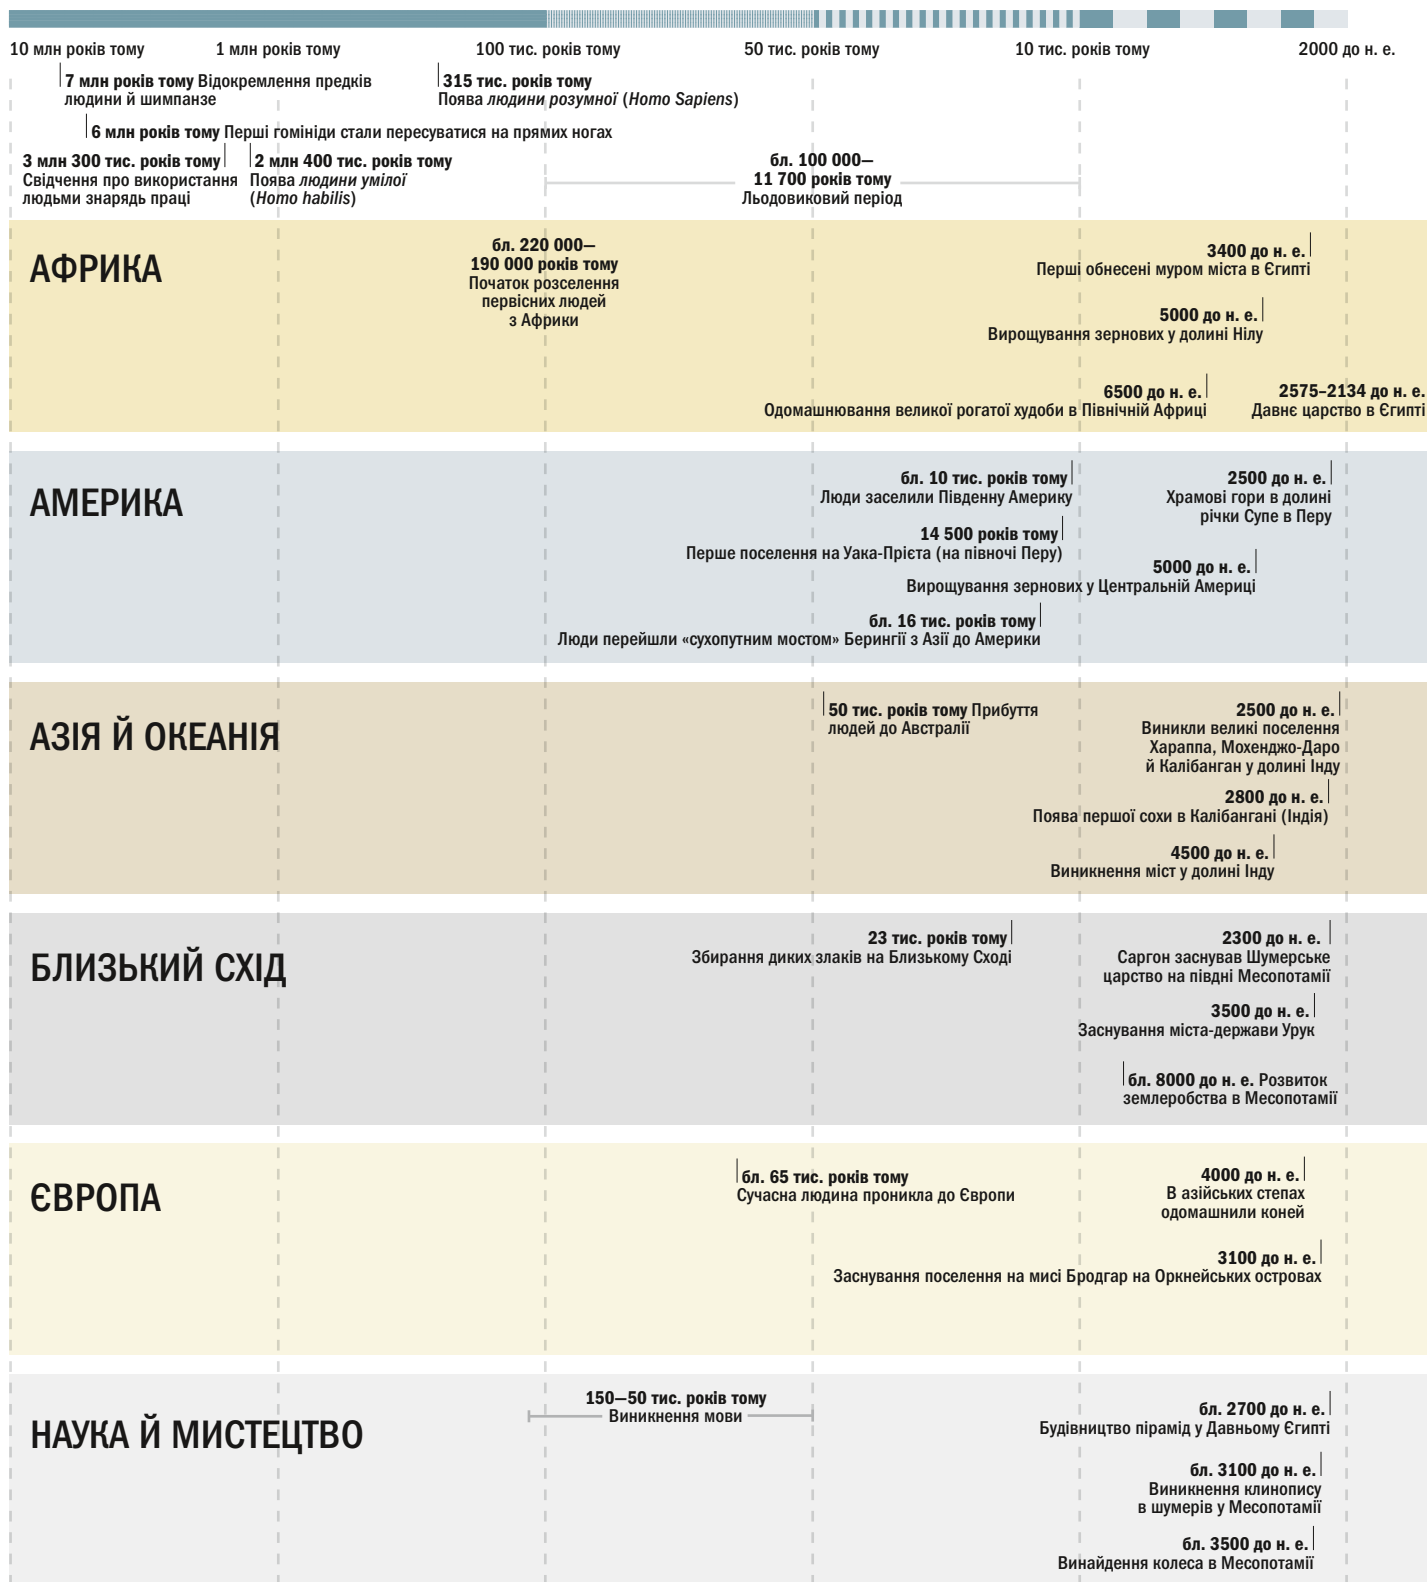 10 млн років тому
1 млн років тому
100 тис. років тому
50 тис. років тому
10 тис. років тому
2000 до н. е.
7 млн років тому Відокремлення предків
людини й шимпанзе
315 тис. років тому
Поява людини розумної (Homo Sapiens)
6 млн років тому Перші гомініди стали пересуватися на прямих ногах
3 млн 300 тис. років тому
Свідчення про використання
людьми знарядь праці
2 млн 400 тис. років тому
Поява людини умілої
(Homo habilis)
бл. 100 000–
11 700 років тому
Льодовиковий період
АФРИКА
бл. 220 000–
190 000 років тому
Початок розселення
первісних людей
з Африки
3400 до н. е.
Перші обнесені муром міста в Єгипті
5000 до н. е.
Вирощування зернових у долині Нілу
6500 до н. е.
Одомашнювання великої рогатої худоби в Північній Африці
2575–2134 до н. е.
Давнє царство в Єгипті
АМЕРИКА
бл. 10 тис. років тому
Люди заселили Південну Америку
2500 до н. е.
Храмові гори в долині
річки Супе в Перу
14 500 років тому
Перше поселення на Уака-Прієта (на півночі Перу)
5000 до н. е.
Вирощування зернових у Центральній Америці
бл. 16 тис. років тому
Люди перейшли «сухопутним мостом» Берингії з Азії до Америки
АЗІЯ Й ОКЕАНІЯ
50 тис. років тому Прибуття
людей до Австралії
2500 до н. е.
Виникли великі поселення
Хараппа, Мохенджо-Даро
й Калібанган у долині Інду
2800 до н. е.
Поява першої сохи в Калібангані (Індія)
4500 до н. е.
Виникнення міст у долині Інду
БЛИЗЬКИЙ СХІД
23 тис. років тому
Збирання диких злаків на Близькому Сході
2300 до н. е.
Саргон заснував Шумерське
царство на півдні Месопотамії
3500 до н. е.
Заснування міста-держави Урук
бл. 8000 до н. е. Розвиток
землеробства в Месопотамії
ЄВРОПА
бл. 65 тис. років тому
Сучасна людина проникла до Європи
4000 до н. е.
В азійських степах
одомашнили коней
3100 до н. е.
Заснування поселення на мисі Бродгар на Оркнейських островах
НАУКА Й МИСТЕЦТВО
150–50 тис. років тому
Виникнення мови
бл. 2700 до н. е.
Будівництво пірамід у Давньому Єгипті
бл. 3100 до н. е.
Виникнення клинопису
в шумерів у Месопотамії
бл. 3500 до н. е.
Винайдення колеса в Месопотамії